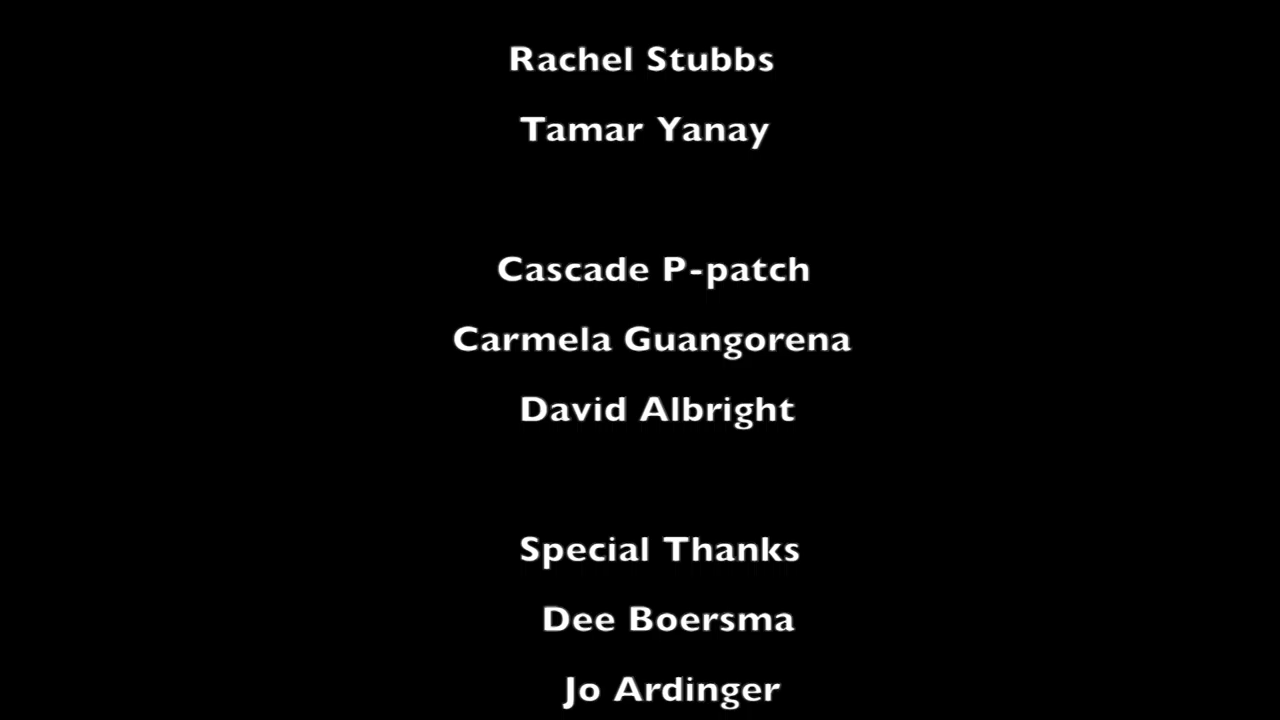 Rachel Stubbs
Tamar Yanay
Cascade P-patch
Carmela Guangorena
David Albright
Special Thanks
Dee Boersma
Jo Ardinger